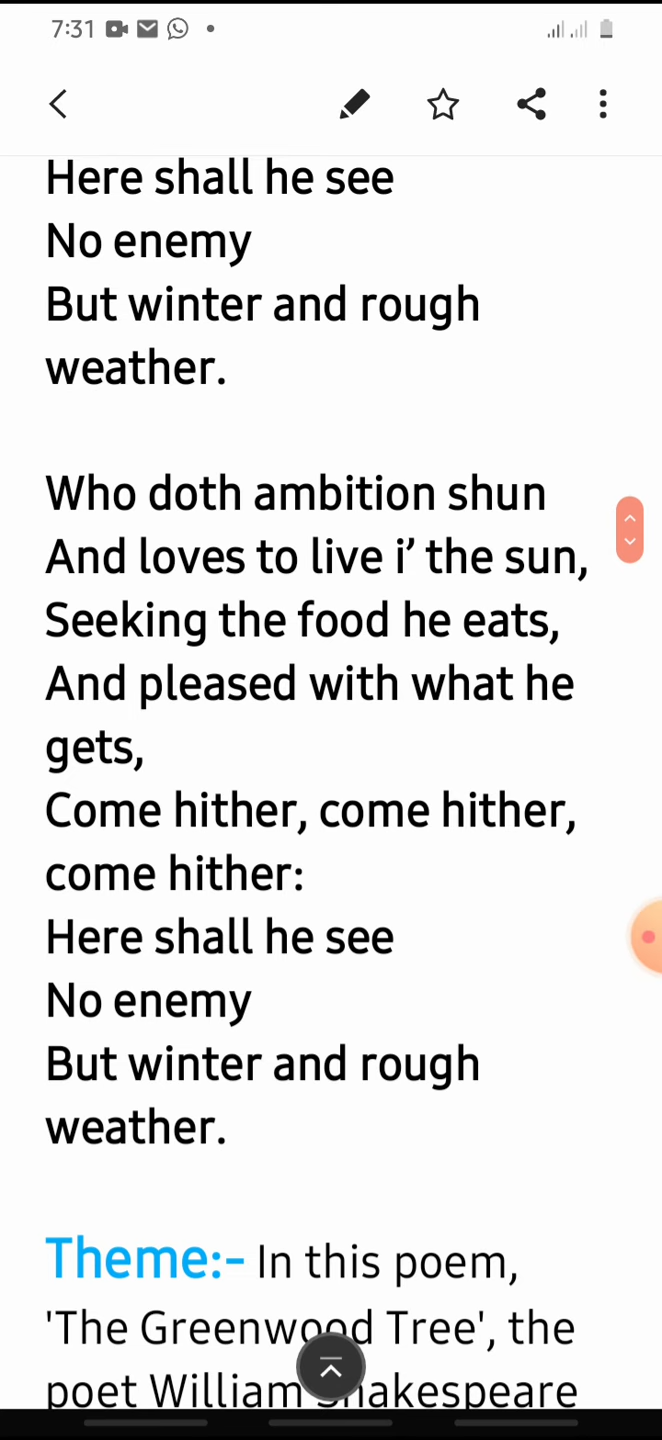 7:31
Here shall he see
No enemy
But winter and rough
weather.
Who doth ambition shun
And loves to live i’ the sun,
Seeking the food he eats,
And pleased with what he
gets,
Come hither, come hither,
come hither:
Here shall he see
No enemy
But winter and rough
weather.
Theme:- In this poem,
'The Greenwood Tree', the
poet William Shakespeare